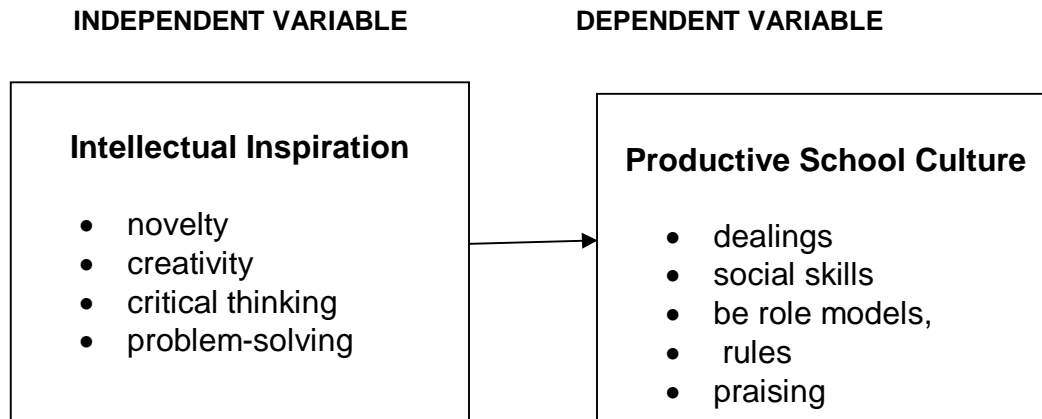 INDEPENDENT VARIABLE
DEPENDENT VARIABLE
Intellectual Inspiration
• novelty
• creativity
• critical thinking
• problem-solving
Productive School Culture
• dealings
• social skills
• be role models,
• rules
• praising